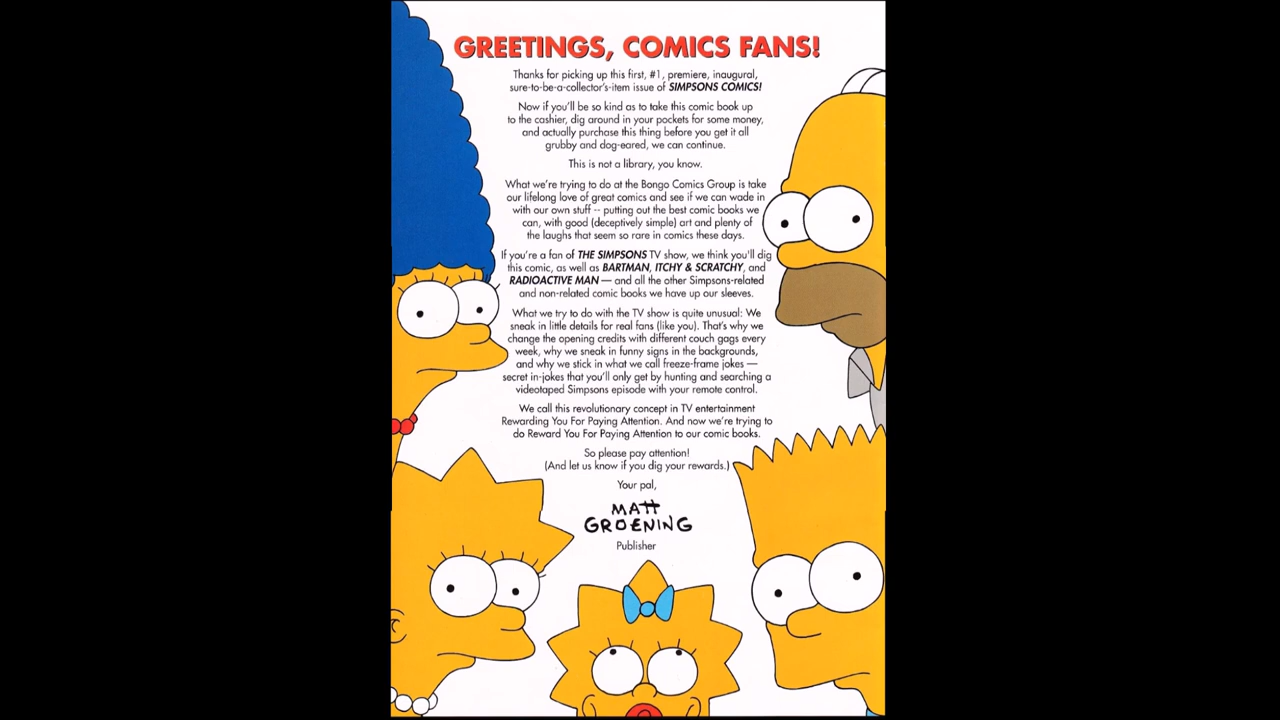 GREETINGS, COMICS FANS!
Thanks for picking up this first, #1, premiere, inaugural,
sure-to-be-a-collector's-item issue of SIMPSONS COMICS!
Now if you'll be so kind as to take this comic book up
to the cashier, dig around in your pockets for some money,
and actually purchase this thing before you get it all
grubby and dog-eared, we can continue.
This is not a library, you know.
What we're trying to do at the Bongo Comics Group is take
our lifelong love of great comics and see if we can wade in
with our own stuff -- putting out the best comic books we
can, with good (deceptively simple) art and plenty of
the laughs that seem so rare in comics these days.
If you're a fan of THE SIMPSONS TV show, we think you'll dig
this comic, as well as BARTMAN, ITCHY & SCRATCHY, and
RADIOACTIVE MAN — and all the other Simpsons-related
and non-related comic books we have up our sleeves.
What we try to do with the TV show is quite unusual: We
sneak in little details for real fans (like you). That's why we
change the opening credits with different couch gags every
week, why we sneak in funny signs in the backgrounds,
and why we stick in what we call freeze-frame jokes —
secret in-jokes that you'll only get by hunting and searching a
videotaped Simpsons episode with your remote control.
We call this revolutionary concept in TV entertainment
Rewarding You For Paying Attention. And now we're trying to
do Reward You For Paying Attention to our comic books.
So please pay attention!
(And let us know if you dig your rewards.)
Your pal,
MATT
GROENING
Publisher